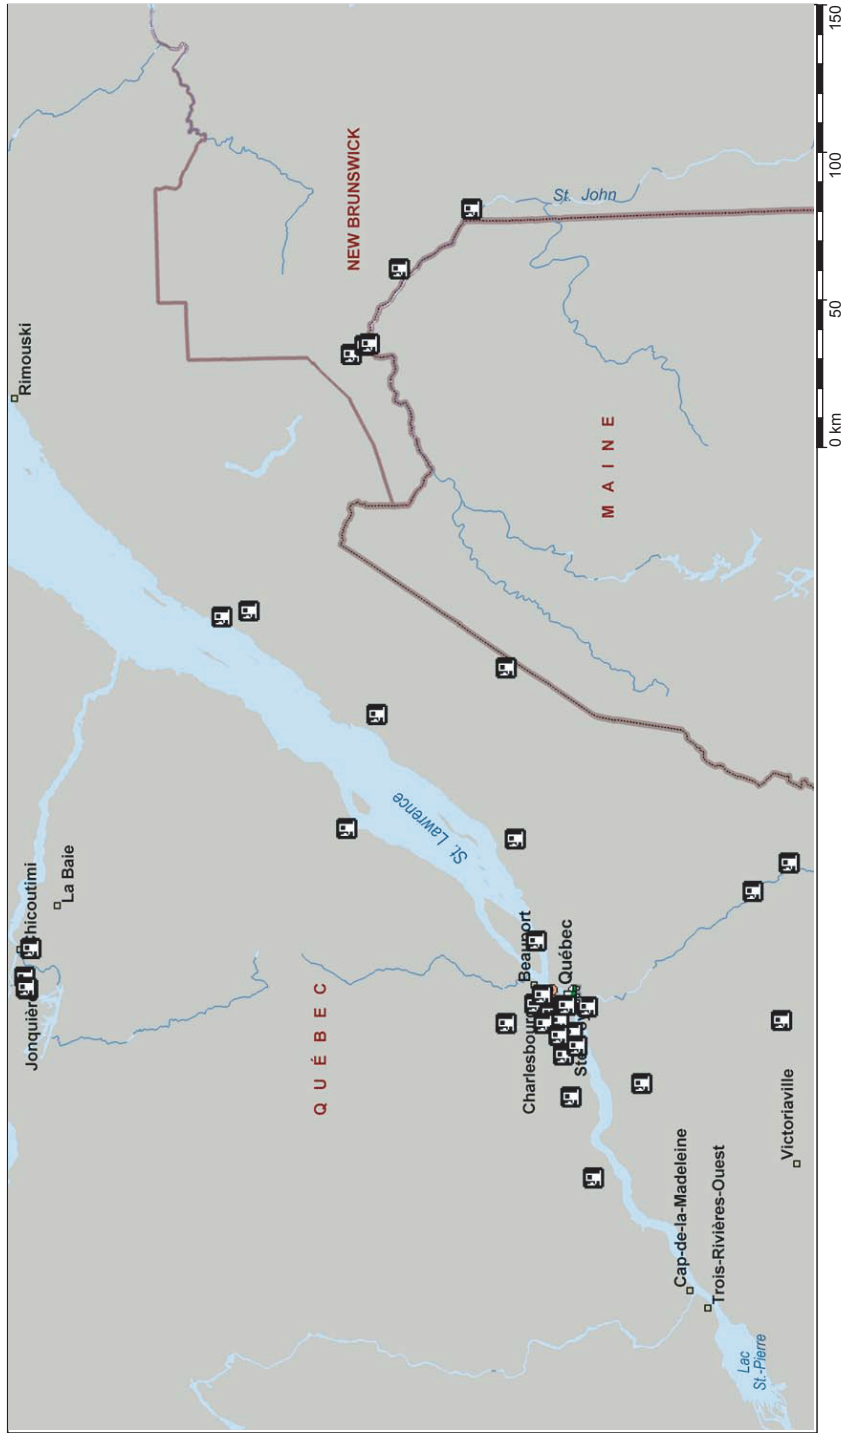 Rimouski
Jonquière
Chicoutimi
La Baie
QUÉBEC
NEW BRUNSWICK
St. Lawrence
St. John
MAINE
Charlesbourg
Beauport
Québec
Cap-de-la-Madeleine
Trois-Rivières-Ouest
Victoriaville
Lac
St.-Pierre
0 km 50 100 150